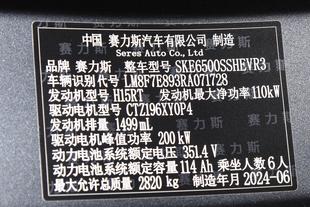 中国 赛力斯汽车有限公司 制造
Seres Auto Co., Ltd
品牌 赛力斯 整车型号 SKE6500SSHEVR3
车辆识别代号 LM8F7E893RA071728
发动机型号 H15RT 发动机最大净功率 110kW
驱动电机型号 CTZ196XY0P4
发动机排量 1499mL
驱动电机峰值功率 200kW
动力电池系统额定电压 351.4 V
动力电池系统额定容量 114 Ah 乘坐人数 6人
最大允许总质量 2820 kg 制造年月 2024-06